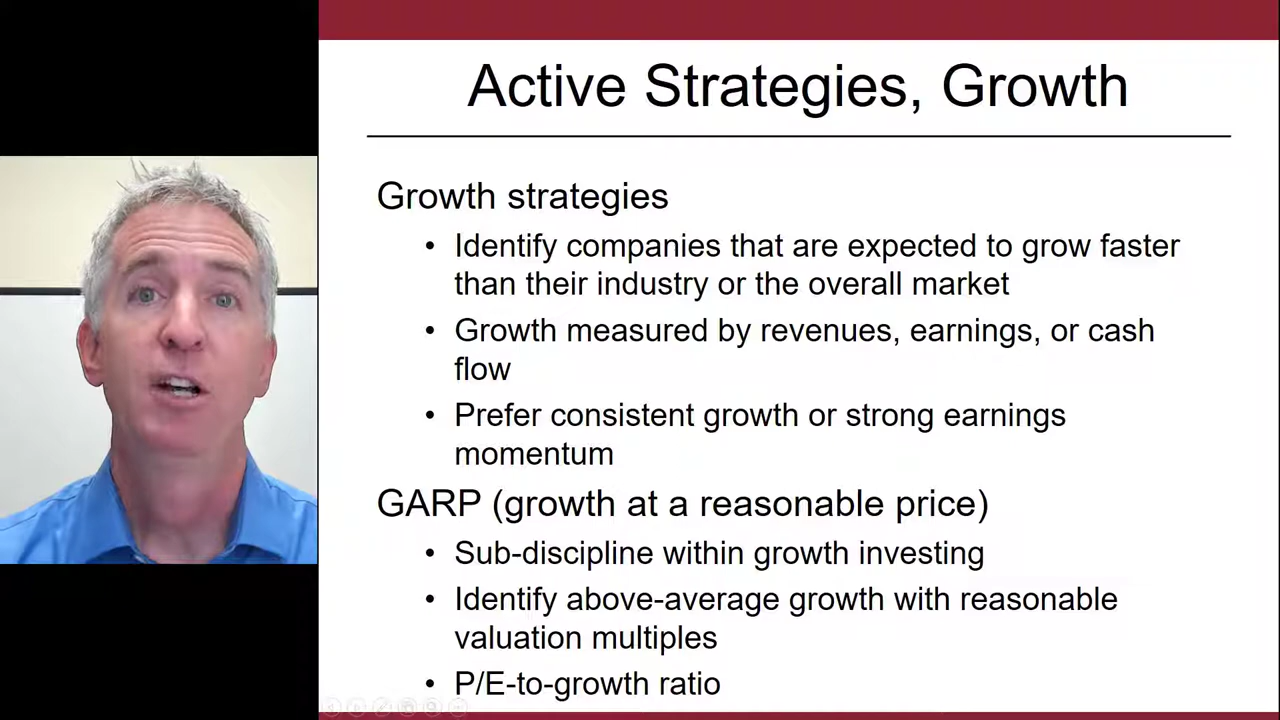 Active Strategies, Growth
Growth strategies
• Identify companies that are expected to grow faster
than their industry or the overall market
• Growth measured by revenues, earnings, or cash
flow
• Prefer consistent growth or strong earnings
momentum
GARP (growth at a reasonable price)
• Sub-discipline within growth investing
• Identify above-average growth with reasonable
valuation multiples
• P/E-to-growth ratio